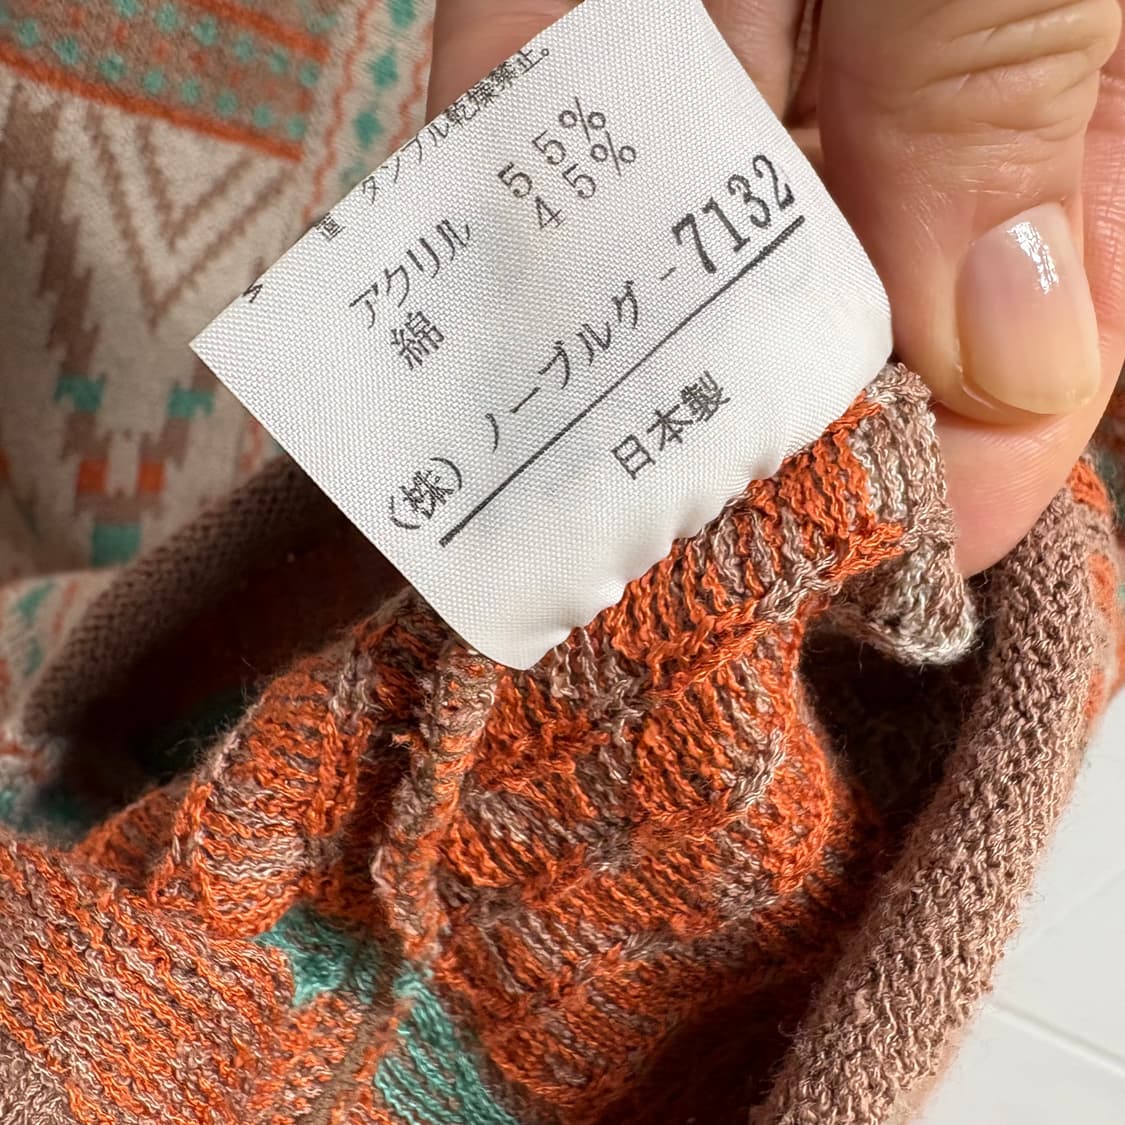 タンブル乾燥禁止。
アクリル 55%
綿 45%
(株) ノーブルグ-7132
日本製